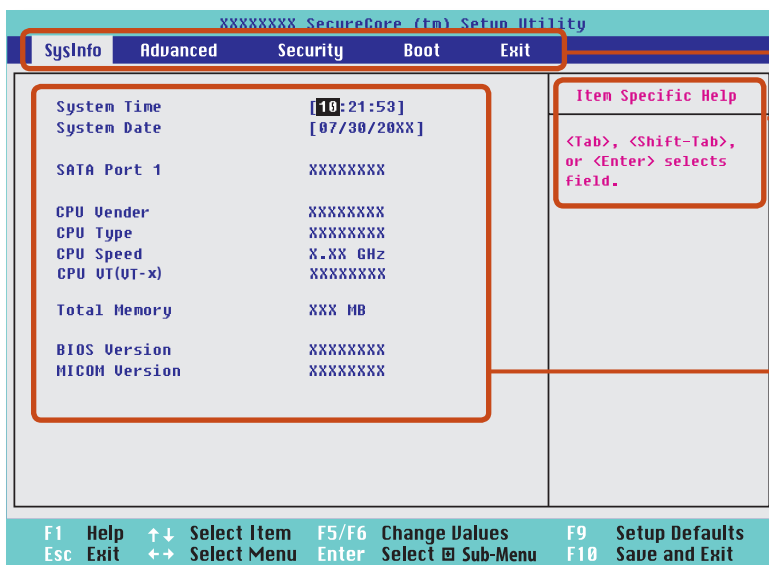 XXXXXXXX SecureCore (tm) Setup Utility
SysInfo Advanced Security Boot Exit
System Time [10:21:53]
System Date [07/30/20XX]
SATA Port 1 XXXXXXXX
CPU Vender XXXXXXXX
CPU Type XXXXXXXX
CPU Speed X.XX GHz
CPU VT(VT-x) XXXXXXXX
Total Memory XXX MB
BIOS Version XXXXXXXX
MICOM Version XXXXXXXX
Item Specific Help
<Tab>, <Shift-Tab>,
or <Enter> selects
field.
F1 Help ↑↓ Select Item F5/F6 Change Values F9 Setup Defaults
Esc Exit ←→ Select Menu Enter Select ⊡ Sub-Menu F10 Save and Exit